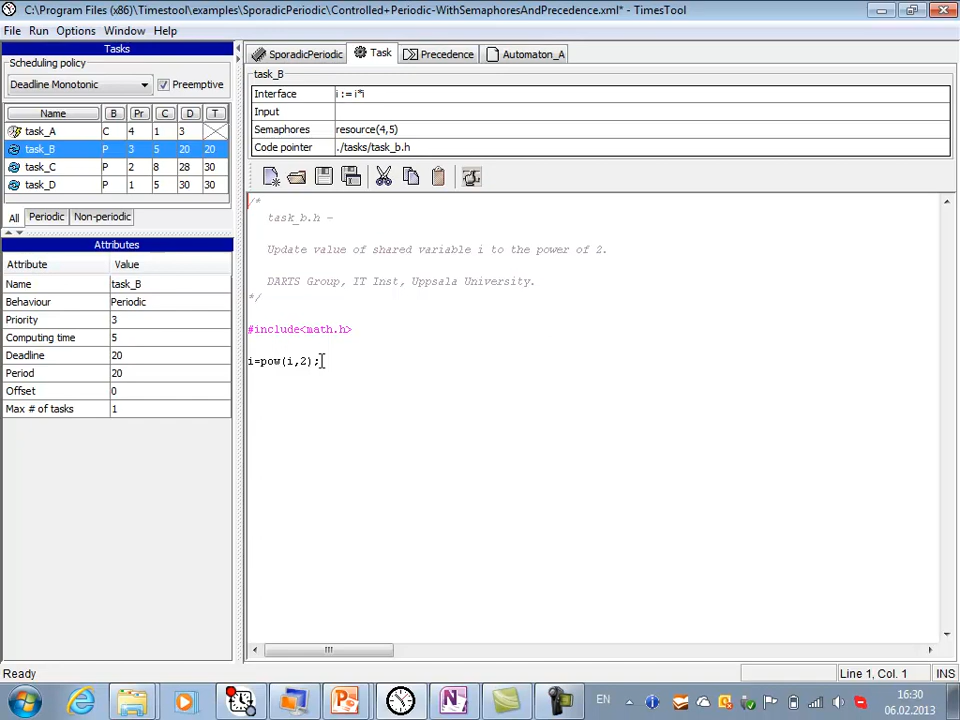 C:\Program Files (x86)\Timestool\examples\SporadicPeriodic\Controlled+Periodic-WithSemaphoresAndPrecedence.xml* - TimesTool
File Run Options Window Help
Tasks
Scheduling policy
Deadline Monotonic Preemptive
Name B Pr C D T
task_A C 4 1 3
task_B P 3 5 20 20
task_C P 2 8 28 30
task_D P 1 5 30 30
All Periodic Non-periodic
Attributes
Attribute Value
Name task_B
Behaviour Periodic
Priority 3
Computing time 5
Deadline 20
Period 20
Offset 0
Max # of tasks 1
SporadicPeriodic Task Precedence Automaton_A
task_B
Interface i := i*i
Input
Semaphores resource(4,5)
Code pointer ./tasks/task_b.h
/*
task_b.h -
Update value of shared variable i to the power of 2.
DARTS Group, IT Inst, Uppsala University.
*/
#include<math.h>
i=pow(i,2);
Ready
Line 1, Col. 1 INS
EN
16:30
06.02.2013